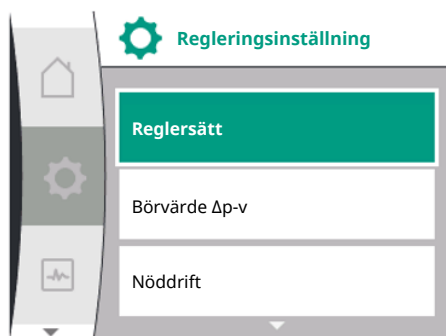 Regleringsinställning
Reglersätt
Börvärde Δp-v
Nöddrift